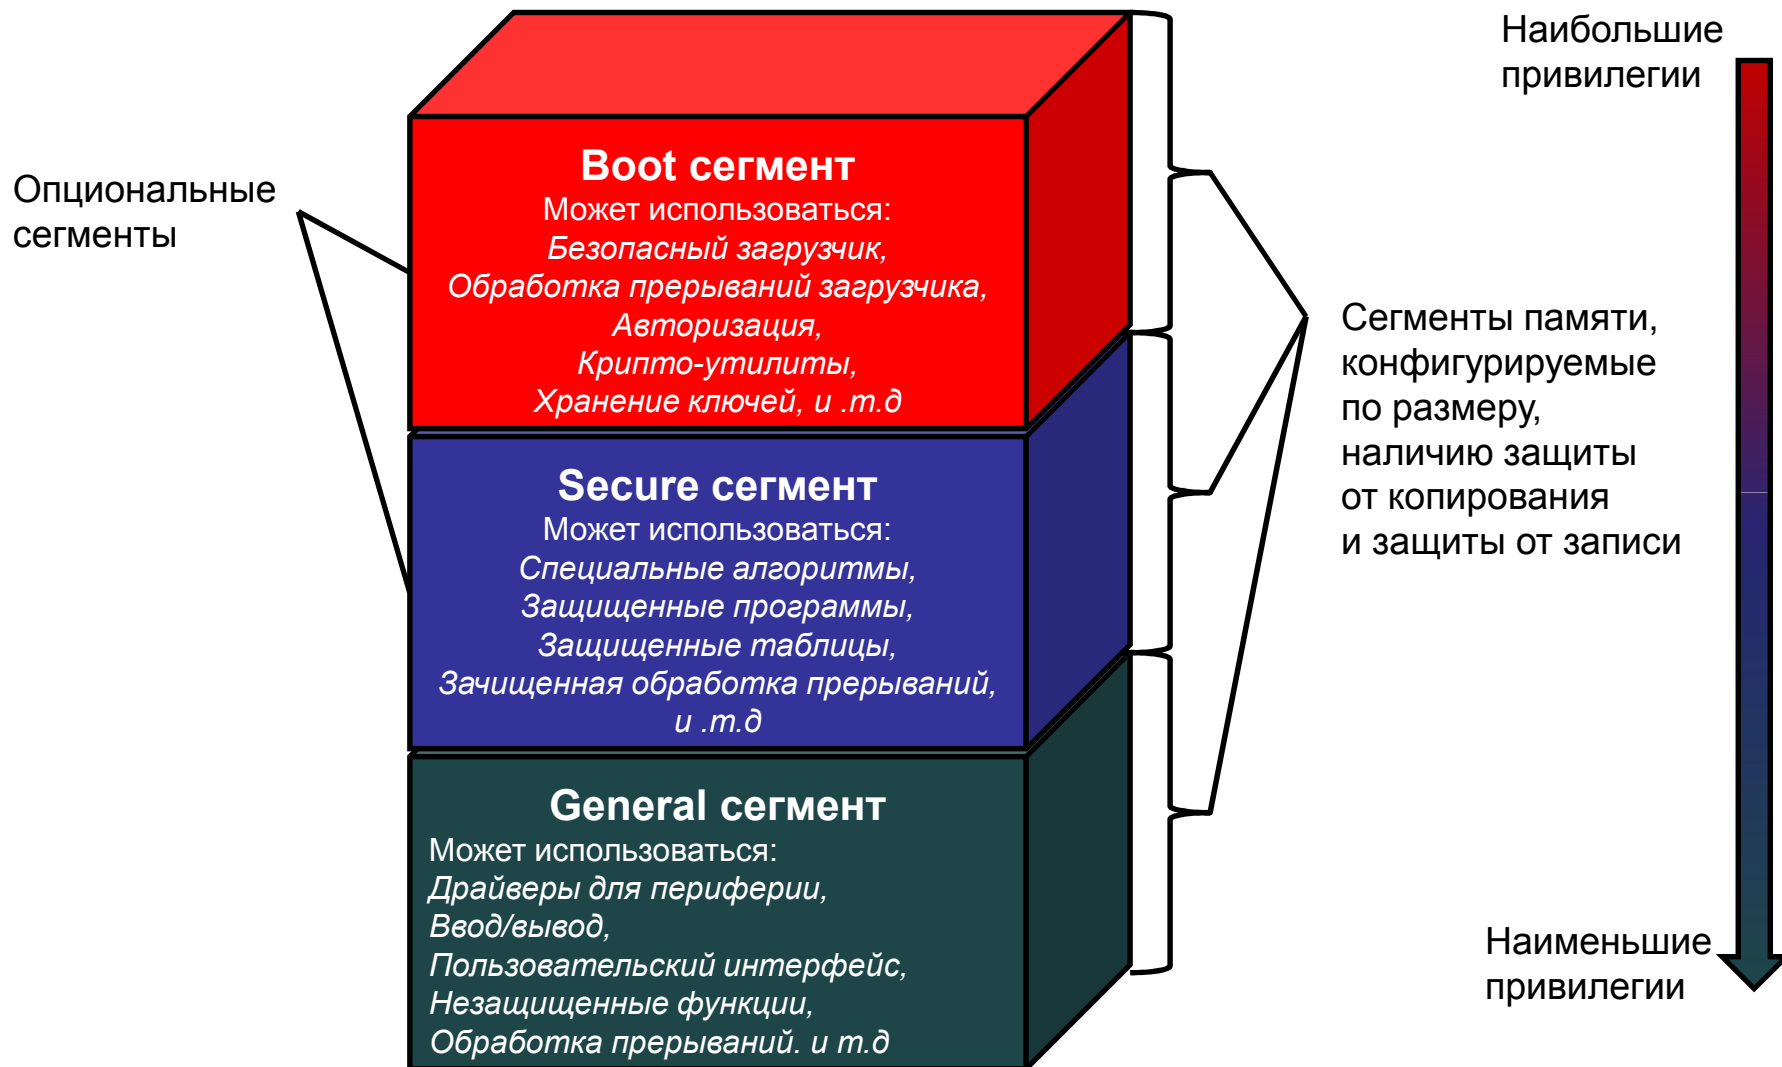 Опциональные
сегменты
Boot сегмент
Может использоваться:
Безопасный загрузчик,
Обработка прерываний загрузчика,
Авторизация,
Крипто-утилиты,
Хранение ключей, и .т.д
Secure сегмент
Может использоваться:
Специальные алгоритмы,
Защищенные программы,
Защищенные таблицы,
Зачищенная обработка прерываний,
и .т.д
General сегмент
Может использоваться:
Драйверы для периферии,
Ввод/вывод,
Пользовательский интерфейс,
Незащищенные функции,
Обработка прерываний. и т.д
Сегменты памяти,
конфигурируемые
по размеру,
наличию защиты
от копирования
и защиты от записи
Наибольшие
привилегии
Наименьшие
привилегии